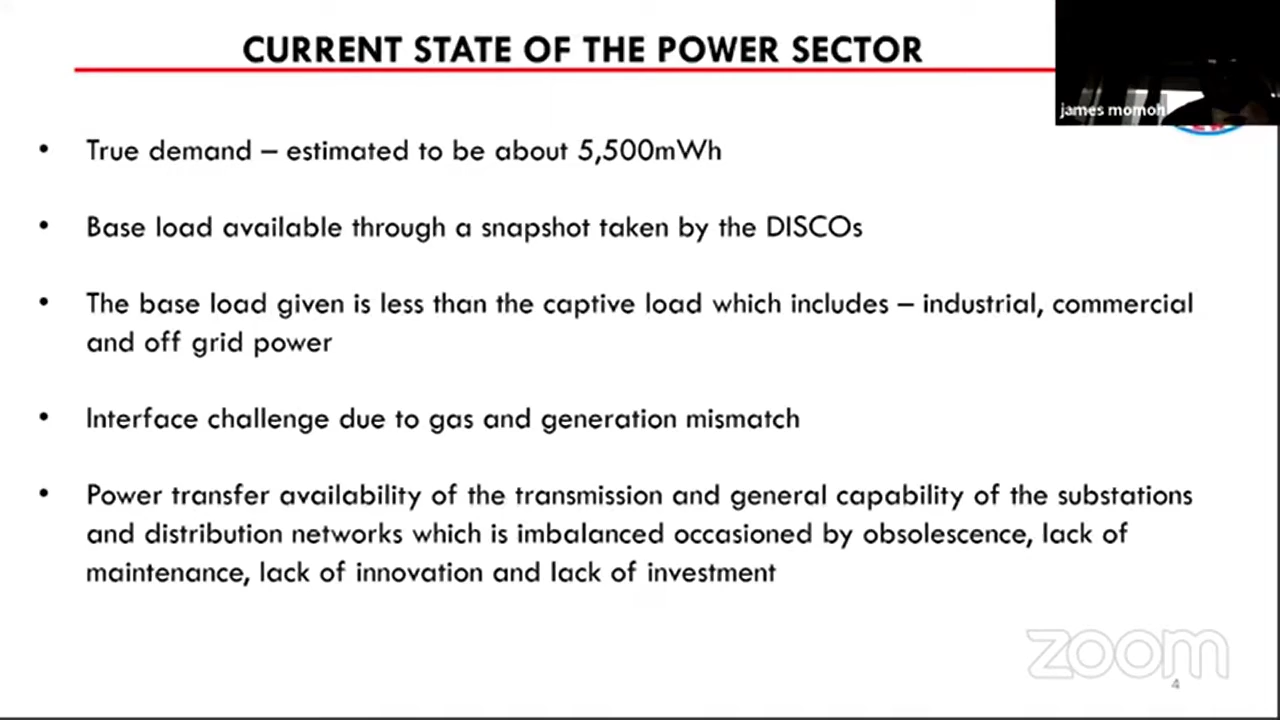 CURRENT STATE OF THE POWER SECTOR
james momoh
• True demand – estimated to be about 5,500mWh
• Base load available through a snapshot taken by the DISCOs
• The base load given is less than the captive load which includes – industrial, commercial
and off grid power
• Interface challenge due to gas and generation mismatch
• Power transfer availability of the transmission and general capability of the substations
and distribution networks which is imbalanced occasioned by obsolescence, lack of
maintenance, lack of innovation and lack of investment
zoom
4